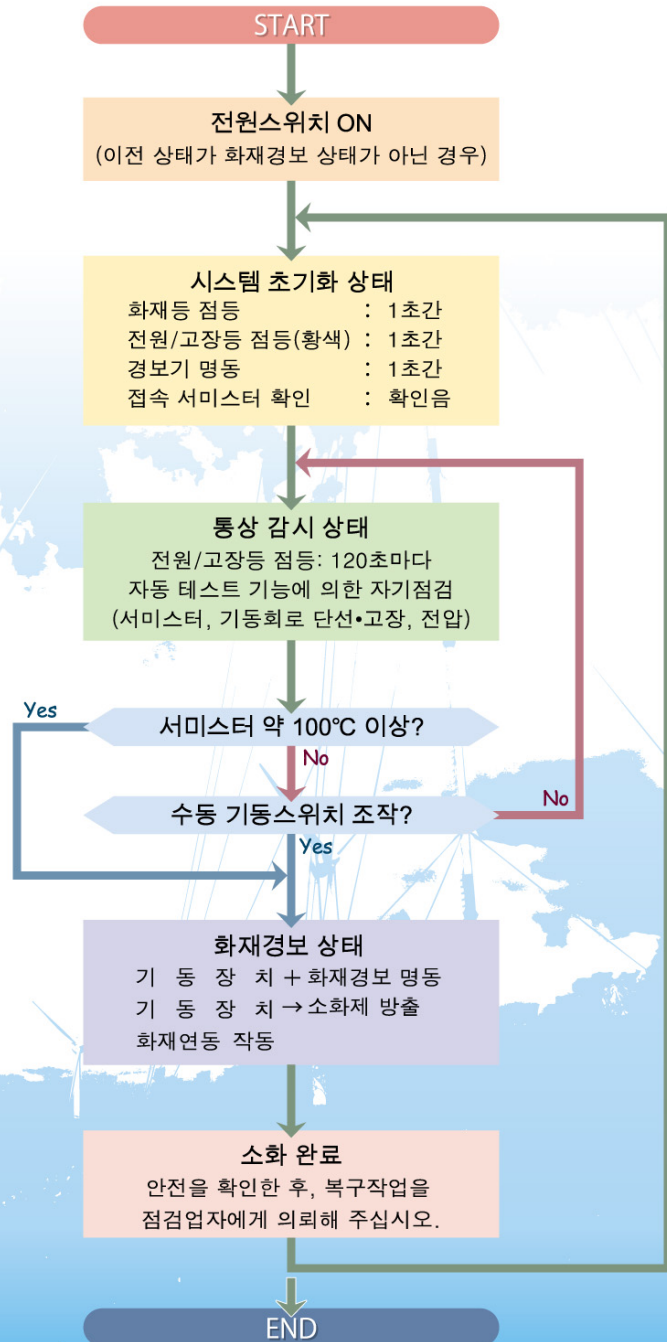 START
전원스위치 ON
(이전 상태가 화재경보 상태가 아닌 경우)
시스템 초기화 상태
화재등 점등 : 1초간
전원/고장등 점등(황색) : 1초간
경보기 명동 : 1초간
접속 서미스터 확인 : 확인음
통상 감시 상태
전원/고장등 점등: 120초마다
자동 테스트 기능에 의한 자기점검
(서미스터, 기동회로 단선•고장, 전압)
서미스터 약 100℃ 이상?
Yes
No
수동 기동스위치 조작?
No
Yes
화재경보 상태
기 동 장 치 + 화재경보 명동
기 동 장 치 → 소화제 방출
화재연동 작동
소화 완료
안전을 확인한 후, 복구작업을
점검업자에게 의뢰해 주십시오.
END